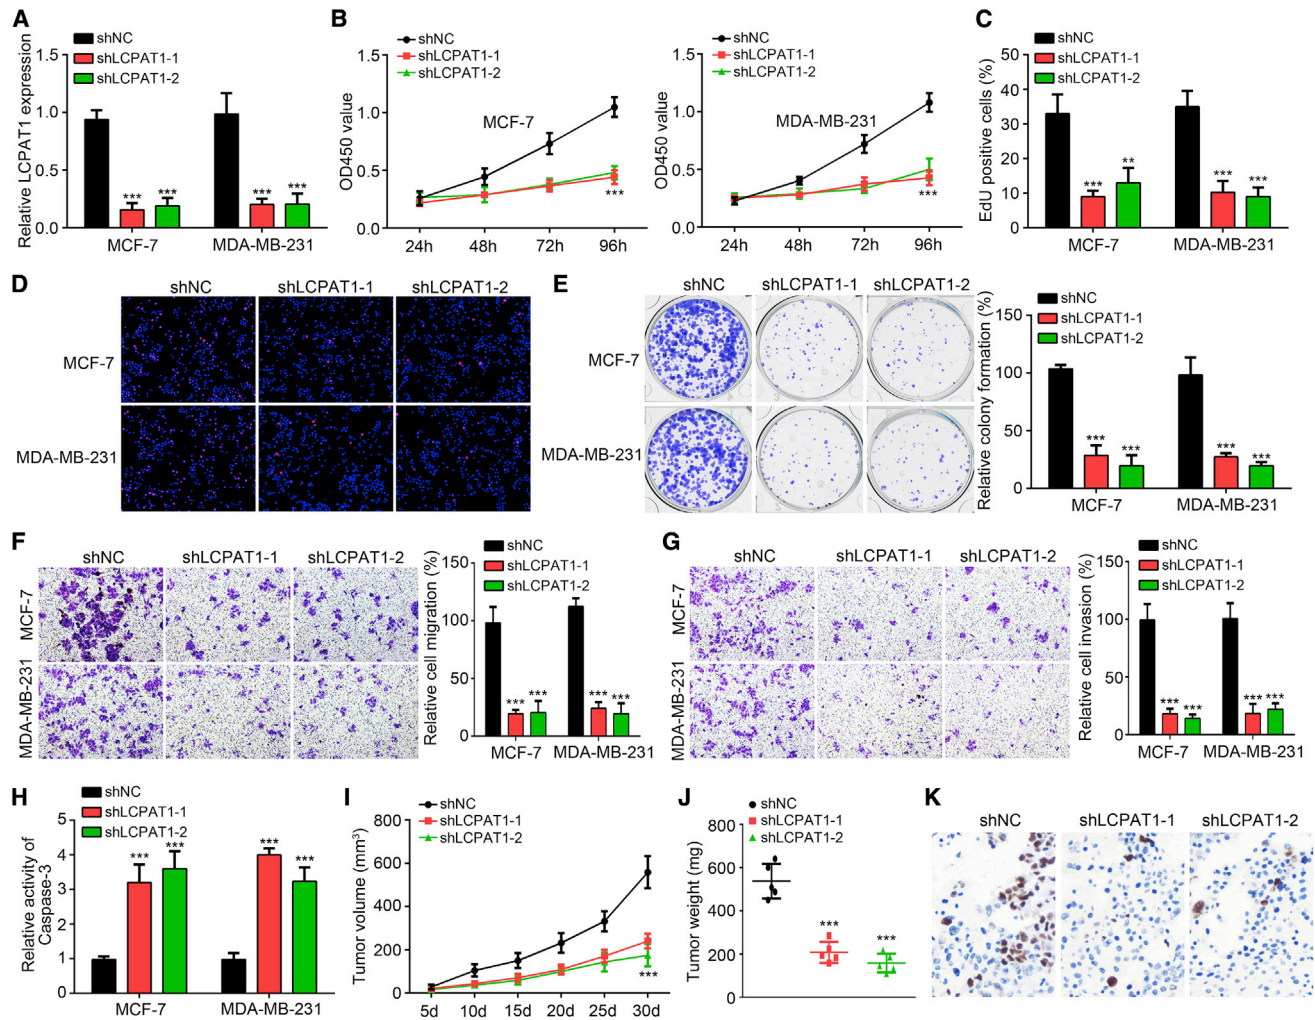 A
shNC
shLCPAT1-1
shLCPAT1-2
Relative LCPAT1 expression
1.5
1.0
0.5
0.0
***
***
***
***
MCF-7
MDA-MB-231
B
shNC
shLCPAT1-1
shLCPAT1-2
OD450 value
1.5
1.0
0.5
0.0
MCF-7
***
24h
48h
72h
96h
shNC
shLCPAT1-1
shLCPAT1-2
OD450 value
1.5
1.0
0.5
0.0
MDA-MB-231
***
24h
48h
72h
96h
C
shNC
shLCPAT1-1
shLCPAT1-2
EdU positive cells (%)
50
40
30
20
10
0
***
**
***
***
MCF-7
MDA-MB-231
D
shNC
shLCPAT1-1
shLCPAT1-2
MCF-7
MDA-MB-231
E
shNC
shLCPAT1-1
shLCPAT1-2
MCF-7
MDA-MB-231
shNC
shLCPAT1-1
shLCPAT1-2
Relative colony formation (%)
150
100
50
0
***
***
***
***
MCF-7
MDA-MB-231
F
shNC
shLCPAT1-1
shLCPAT1-2
MCF-7
MDA-MB-231
shNC
shLCPAT1-1
shLCPAT1-2
Relative cell migration (%)
150
100
50
0
***
***
***
***
MCF-7
MDA-MB-231
G
shNC
shLCPAT1-1
shLCPAT1-2
MCF-7
MDA-MB-231
shNC
shLCPAT1-1
shLCPAT1-2
Relative cell invasion (%)
150
100
50
0
***
***
***
***
MCF-7
MDA-MB-231
H
shNC
shLCPAT1-1
shLCPAT1-2
Relative activity of
Caspase-3
5
4
3
2
1
0
***
***
***
***
MCF-7
MDA-MB-231
I
shNC
shLCPAT1-1
shLCPAT1-2
Tumor volume (mm³)
800
600
400
200
0
***
5d
10d
15d
20d
25d
30d
J
shNC
shLCPAT1-1
shLCPAT1-2
Tumor weight (mg)
800
600
400
200
0
***
***
K
shNC
shLCPAT1-1
shLCPAT1-2